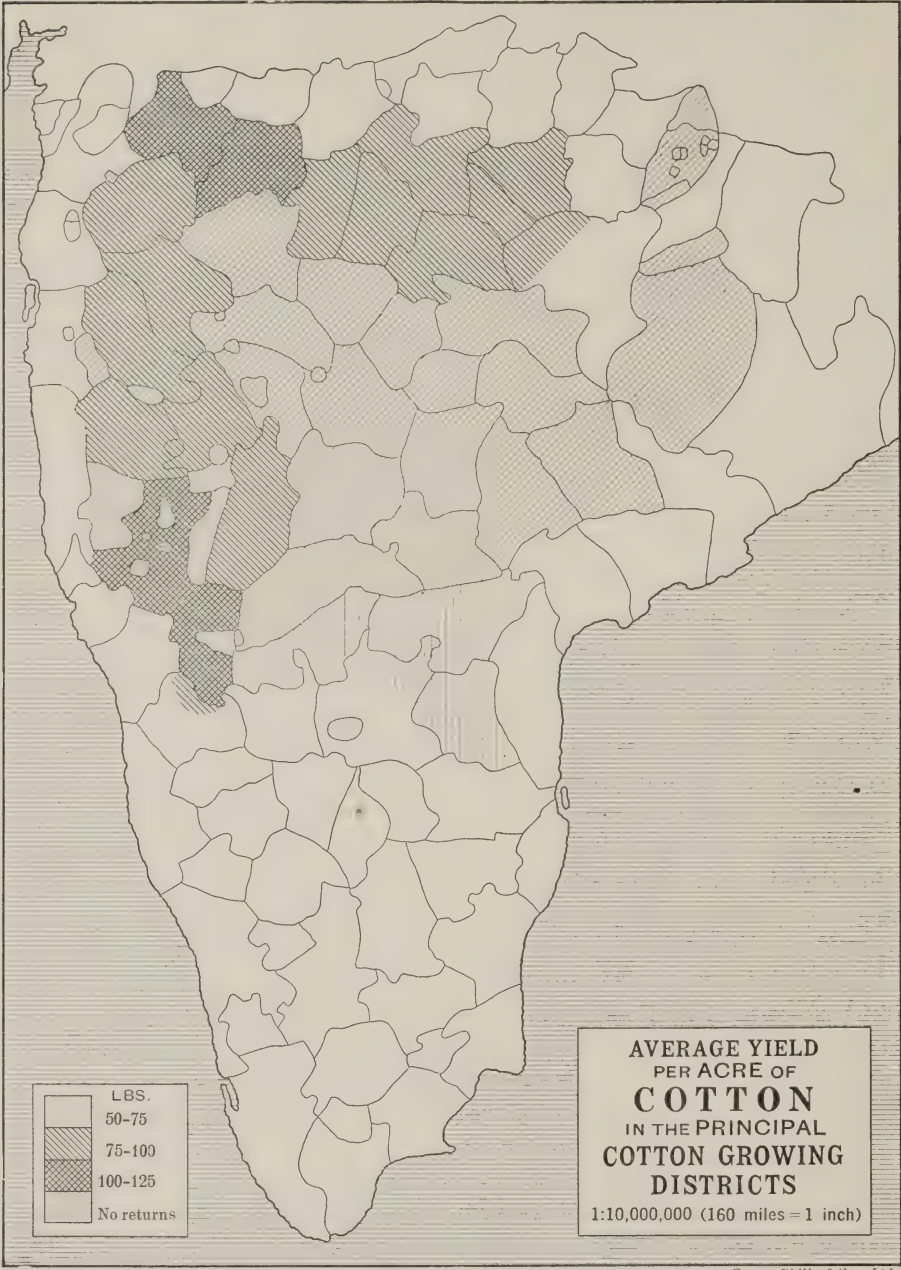 LBS.
50-75
75-100
100-125
No returns
AVERAGE YIELD
PER ACRE OF
COTTON
IN THE PRINCIPAL
COTTON GROWING
DISTRICTS
1:10,000,000 (160 miles = 1 inch)